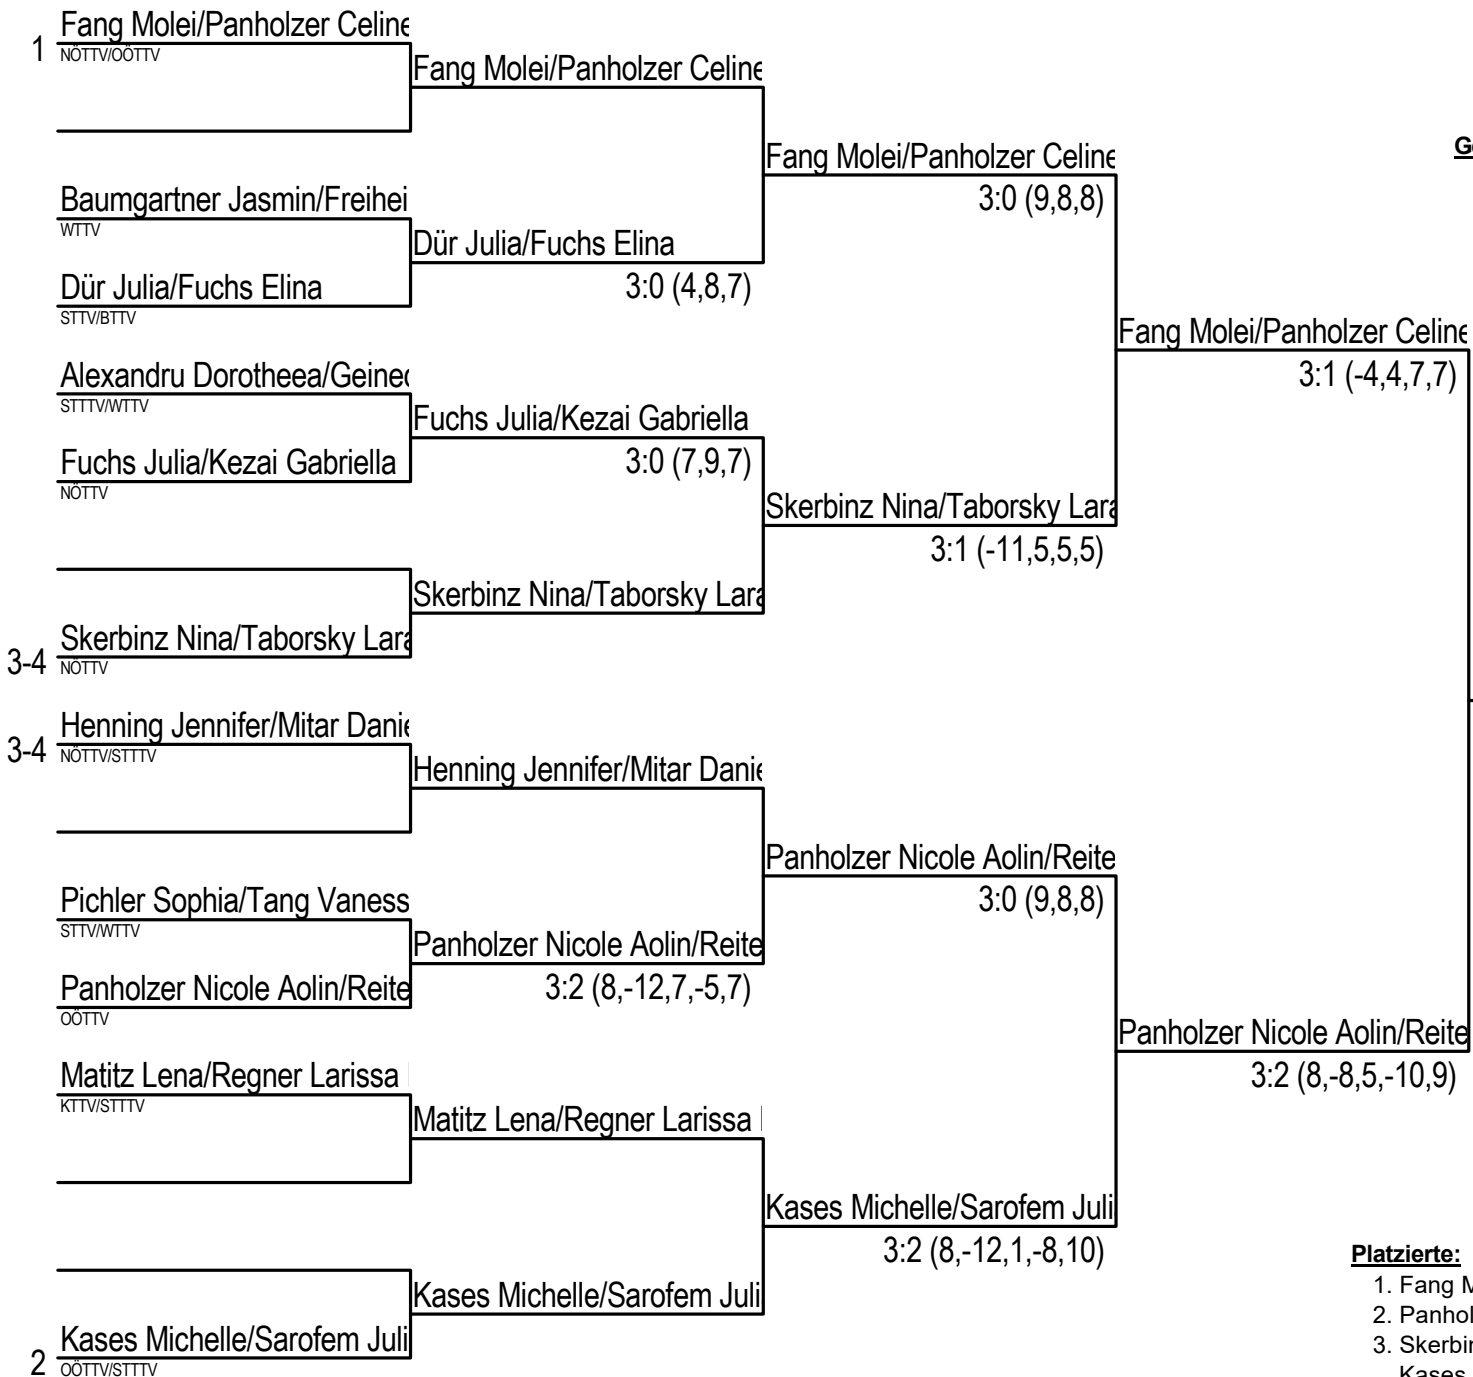 Fang Molei/Panholzer Celine
1
NÖTTV/OÖTTV
Fang Molei/Panholzer Celine
Fang Molei/Panholzer Celine
3:0 (9,8,8)
Baumgartner Jasmin/Freihei
WTTV
Dür Julia/Fuchs Elina
3:0 (4,8,7)
Dür Julia/Fuchs Elina
STTV/BTTV
Fang Molei/Panholzer Celine
3:1 (-4,4,7,7)
Alexandru Dorotheea/Geinec
STTTV/WTTV
Fuchs Julia/Kezai Gabriella
3:0 (7,9,7)
Fuchs Julia/Kezai Gabriella
NÖTTV
Skerbinz Nina/Taborsky Lara
3:1 (-11,5,5,5)
Skerbinz Nina/Taborsky Lara
Skerbinz Nina/Taborsky Lara
3-4
NÖTTV
Henning Jennifer/Mitar Danie
3-4
NÖTTV/STTTV
Henning Jennifer/Mitar Danie
Panholzer Nicole Aolin/Reite
3:0 (9,8,8)
Pichler Sophia/Tang Vaness
STTV/WTTV
Panholzer Nicole Aolin/Reite
3:2 (8,-12,7,-5,7)
Panholzer Nicole Aolin/Reite
OÖTTV
Panholzer Nicole Aolin/Reite
3:2 (8,-8,5,-10,9)
Matitz Lena/Regner Larissa
KTTV/STTTV
Matitz Lena/Regner Larissa
Kases Michelle/Sarofem Juli
3:2 (8,-12,1,-8,10)
Kases Michelle/Sarofem Juli
Kases Michelle/Sarofem Juli
2
OÖTTV/STTTV
Platzierte:
1. Fang M
2. Panhol
3. Skerbin
Kases